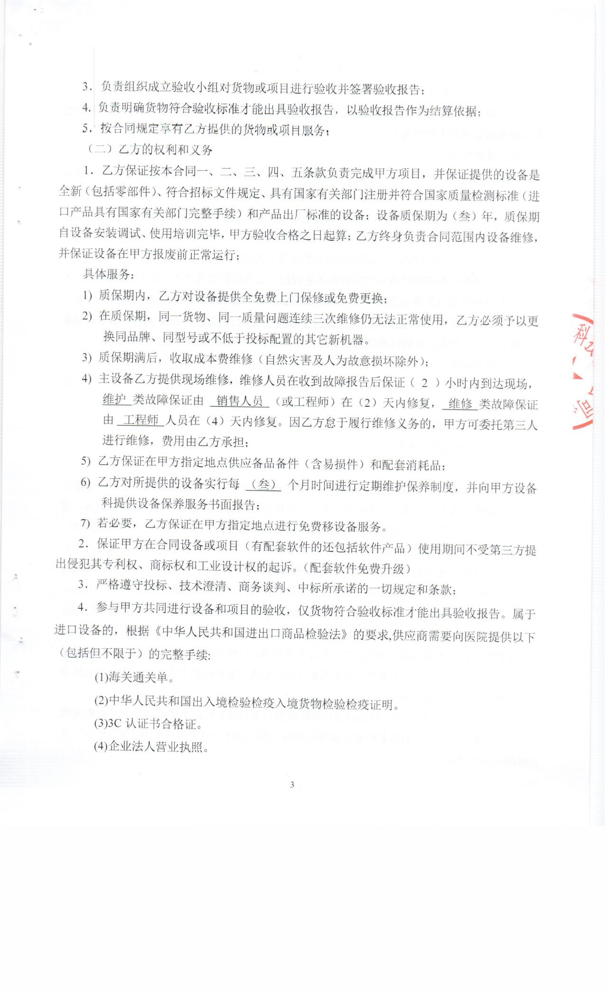 3．负责组织成立验收小组对货物或项目进行验收并签署验收报告；
4. 负责明确货物符合验收标准才能出具验收报告，以验收报告作为结算依据；
5．按合同规定享有乙方提供的货物或项目服务；
（二）乙方的权利和义务
1．乙方保证按本合同一、二、三、四、五条款负责完成甲方项目，并保证提供的设备是
全新（包括零部件）、符合招标文件规定、具有国家有关部门注册并符合国家质量检测标准（进
口产品具有国家有关部门完整手续）和产品出厂标准的设备；设备质保期为（叁）年，质保期
自设备安装调试、使用培训完毕，甲方验收合格之日起算；乙方终身负责合同范围内设备维修，
并保证设备在甲方报废前正常运行；
具体服务：
1) 质保期内，乙方对设备提供全免费上门保修或免费更换；
2) 在质保期，同一货物、同一质量问题连续三次维修仍无法正常使用，乙方必须予以更
换同品牌、同型号或不低于投标配置的其它新机器。
3) 质保期满后，收取成本费维修（自然灾害及人为故意损坏除外）；
4) 主设备乙方提供现场维修，维修人员在收到故障报告后保证（ 2 ）小时内到达现场，
维护 类故障保证由 销售人员 （或工程师）在（2）天内修复， 维修 类故障保证
由 工程师 人员在（4）天内修复。因乙方怠于履行维修义务的，甲方可委托第三人
进行维修，费用由乙方承担；
5) 乙方保证在甲方指定地点供应备品备件（含易损件）和配套消耗品；
6) 乙方对所提供的设备实行每 （叁） 个月时间进行定期维护保养制度，并向甲方设备
科提供设备保养服务书面报告；
7) 若必要，乙方保证在甲方指定地点进行免费移设备服务。
2．保证甲方在合同设备或项目（有配套软件的还包括软件产品）使用期间不受第三方提
出侵犯其专利权、商标权和工业设计权的起诉。（配套软件免费升级）
3．严格遵守投标、技术澄清、商务谈判、中标所承诺的一切规定和条款；
4．参与甲方共同进行设备和项目的验收，仅货物符合验收标准才能出具验收报告。属于
进口设备的，根据《中华人民共和国进出口商品检验法》的要求,供应商需要向医院提供以下
（包括但不限于）的完整手续:
(1)海关通关单。
(2)中华人民共和国出入境检验检疫入境货物检验检疫证明。
(3)3C 认证书合格证。
(4)企业法人营业执照。
3
科